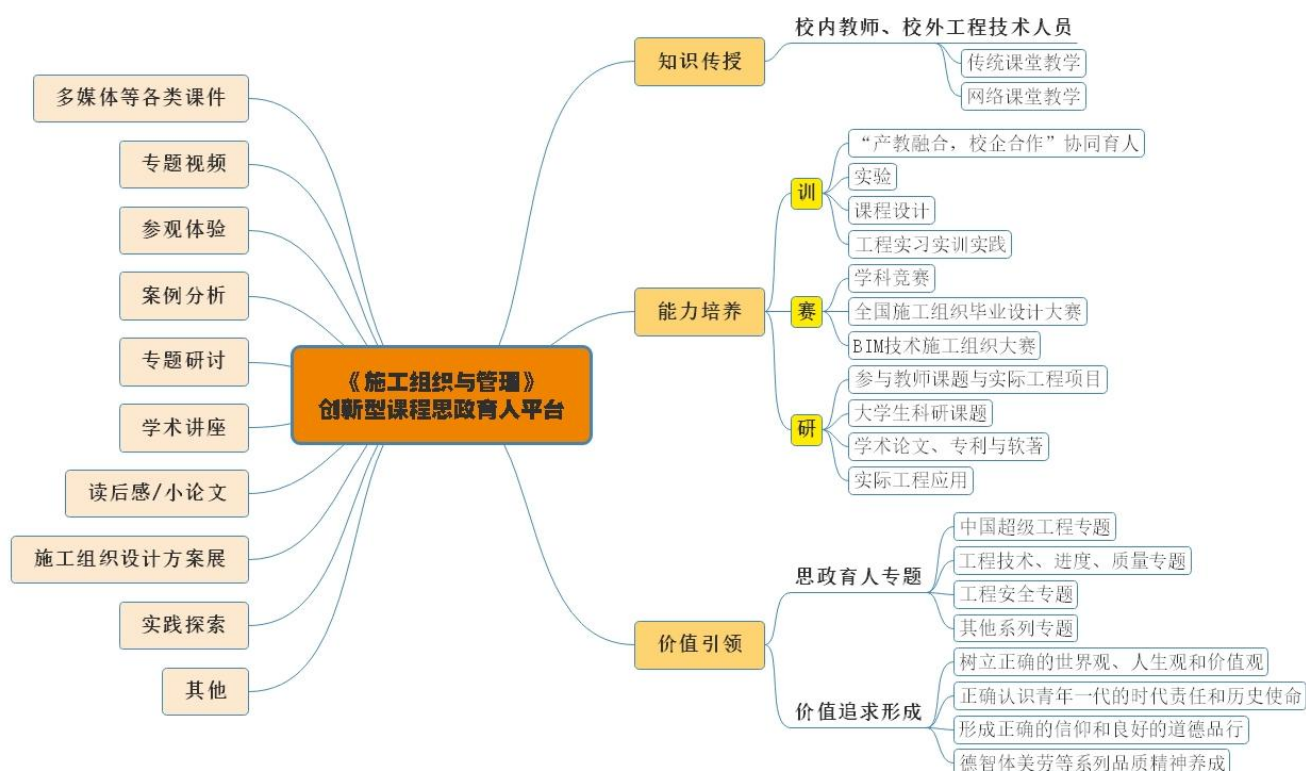 《施工组织与管理》
创新型课程思政育人平台
多媒体等各类课件
专题视频
参观体验
案例分析
专题研讨
学术讲座
读后感/小论文
施工组织设计方案展
实践探索
其他
知识传授
校内教师、校外工程技术人员
传统课堂教学
网络课堂教学
能力培养
训
“产教融合，校企合作”协同育人
实验
课程设计
工程实习实训实践
赛
学科竞赛
全国施工组织毕业设计大赛
BIM技术施工组织大赛
研
参与教师课题与实际工程项目
大学生科研课题
学术论文、专利与软著
实际工程应用
价值引领
思政育人专题
中国超级工程专题
工程技术、进度、质量专题
工程安全专题
其他系列专题
价值追求形成
树立正确的世界观、人生观和价值观
正确认识青年一代的时代责任和历史使命
形成正确的信仰和良好的道德品行
德智体美劳等系列品质精神养成